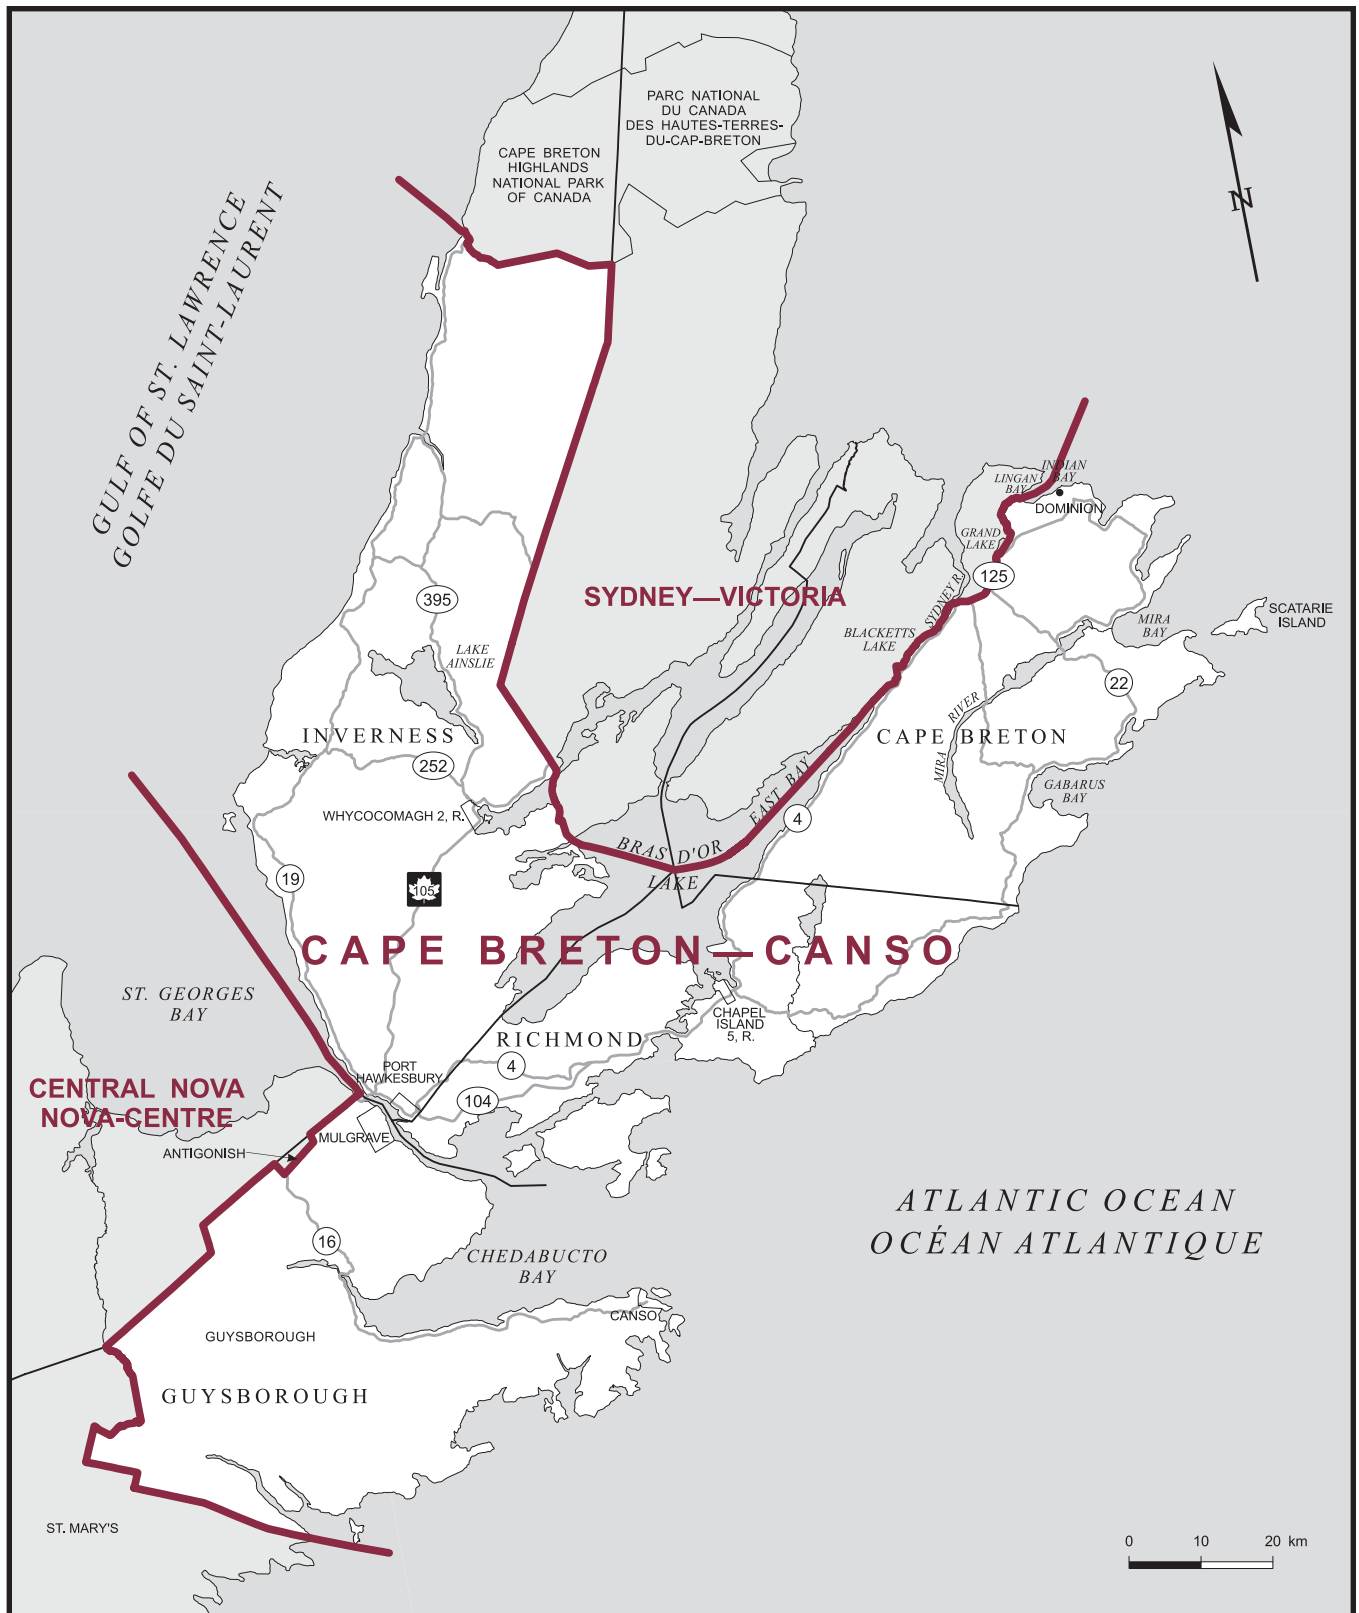 PARC NATIONAL
DU CANADA
DES HAUTES-TERRES-
DU-CAP-BRETON
CAPE BRETON
HIGHLANDS
NATIONAL PARK
OF CANADA
N
GULF OF ST. LAWRENCE
GOLFE DU SAINT-LAURENT
INDIAN
BAY
LINGAN
BAY
DOMINION
GRAND
LAKE
125
SYDNEY—VICTORIA
395
SYDNEY R.
SCATARIE
ISLAND
MIRA
BAY
BLACKETTS
LAKE
LAKE
AINSLIE
22
MIRA RIVER
INVERNESS
CAPE BRETON
252
EAST BAY
GABARUS
BAY
WHYCOCOMAGH 2, R.
4
BRAS D'OR
LAKE
19
105
CAPE BRETON—CANSO
ST. GEORGES
BAY
CHAPEL
ISLAND
5, R.
RICHMOND
4
PORT
HAWKESBURY
CENTRAL NOVA
NOVA-CENTRE
104
MULGRAVE
ANTIGONISH
ATLANTIC OCEAN
OCÉAN ATLANTIQUE
16
CHEDABUCTO
BAY
CANSO
GUYSBOROUGH
GUYSBOROUGH
ST. MARY'S
0 10 20 km